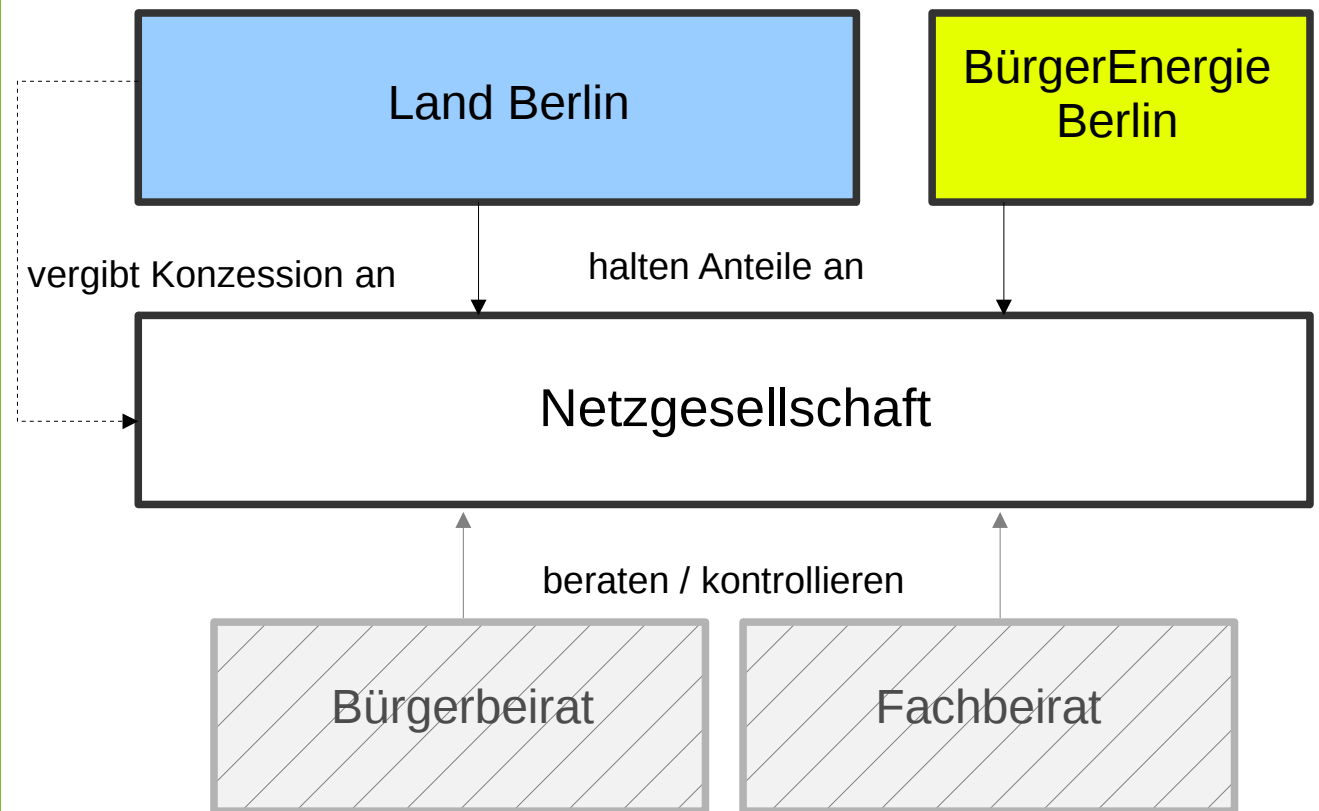 Land Berlin
BürgerEnergie
Berlin
vergibt Konzession an
halten Anteile an
Netzgesellschaft
beraten / kontrollieren
Bürgerbeirat
Fachbeirat